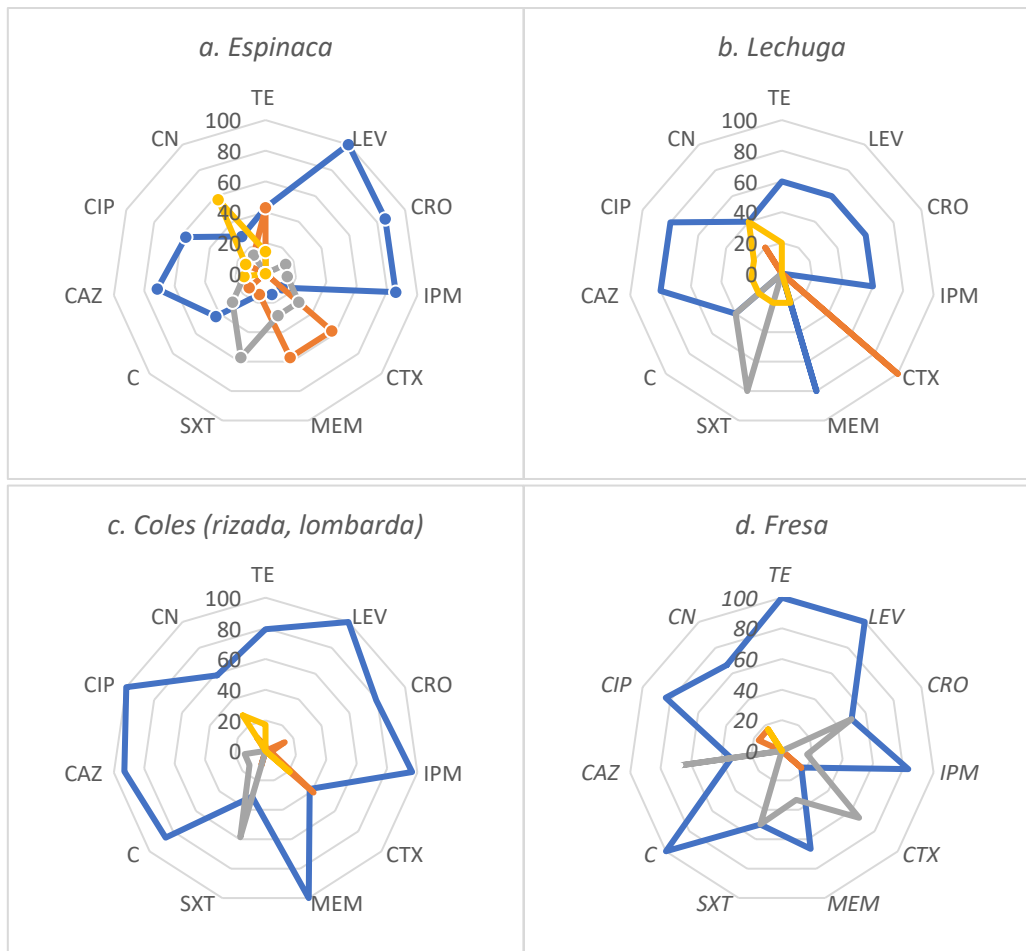 a. Espinaca
TE
LEV
CRO
IPM
CTX
MEM
SXT
C
CAZ
CIP
CN
100
80
60
40
20
0
b. Lechuga
TE
LEV
CRO
IPM
CTX
MEM
SXT
C
CAZ
CIP
CN
100
80
60
40
20
0
c. Coles (rizada, lombarda)
TE
LEV
CRO
IPM
CTX
MEM
SXT
C
CAZ
CIP
CN
100
80
60
40
20
0
d. Fresa
TE
LEV
CRO
IPM
CTX
MEM
SXT
C
CAZ
CIP
CN
100
80
60
40
20
0